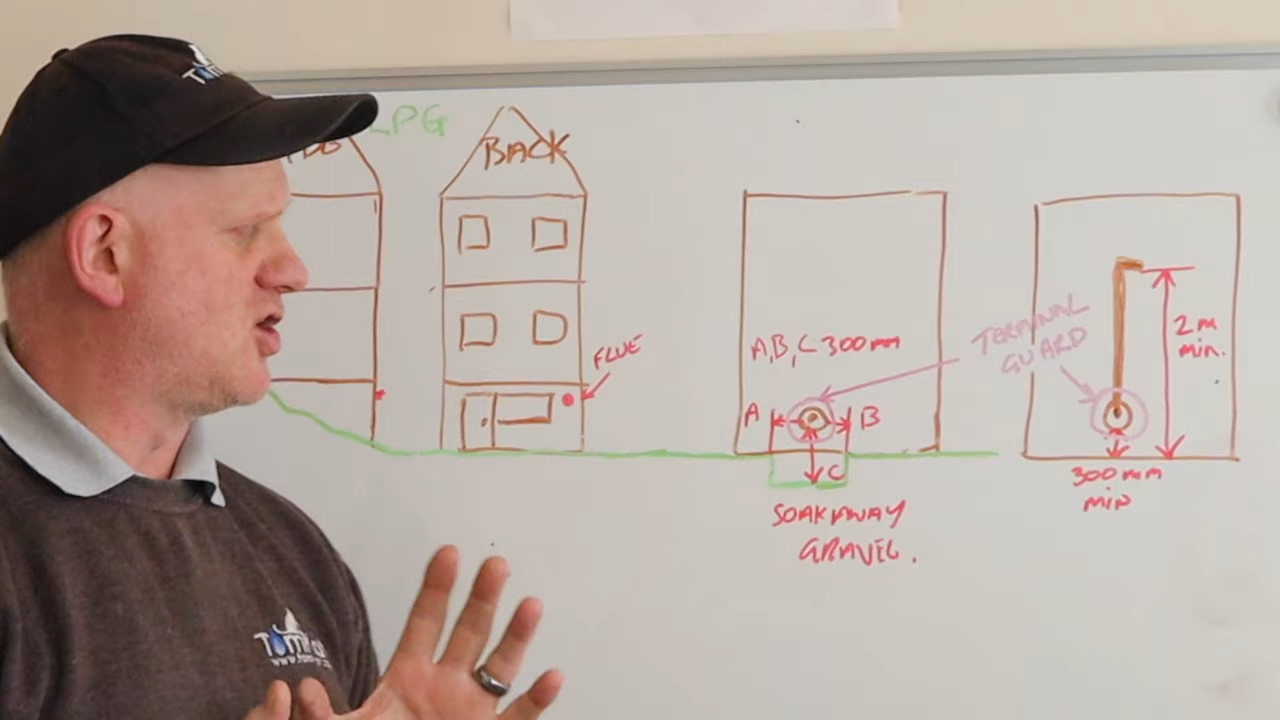 LPG
BACK
FLUE
A,B,C 300mm
A
B
C
SOAKAWAY
GRAVEL.
TERMINAL
GUARD
2m
min.
300mm
min